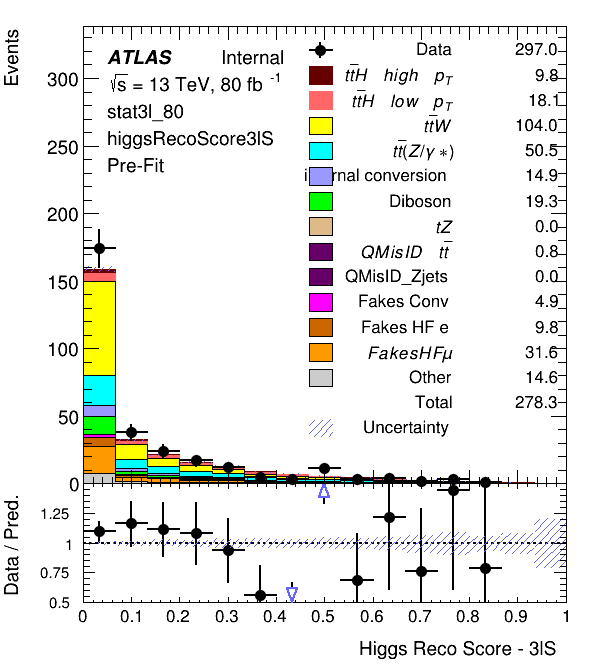 Events
ATLAS Internal
√s = 13 TeV, 80 fb -1
stat3l_80
higgsRecoScore3lS
Pre-Fit
Data 297.0
tt̄H high pT 9.8
tt̄H low pT 18.1
tt̄W 104.0
tt̄(Z/γ*) 50.5
internal conversion 14.9
Diboson 19.3
tZ 0.0
QMisID tt̄ 0.8
QMisID_Zjets 0.0
Fakes Conv 4.9
Fakes HF e 9.8
FakesHFμ 31.6
Other 14.6
Total 278.3
Uncertainty
300
250
200
150
100
50
0
Data / Pred.
1.25
1
0.75
0.5
0 0.1 0.2 0.3 0.4 0.5 0.6 0.7 0.8 0.9 1
Higgs Reco Score - 3lS